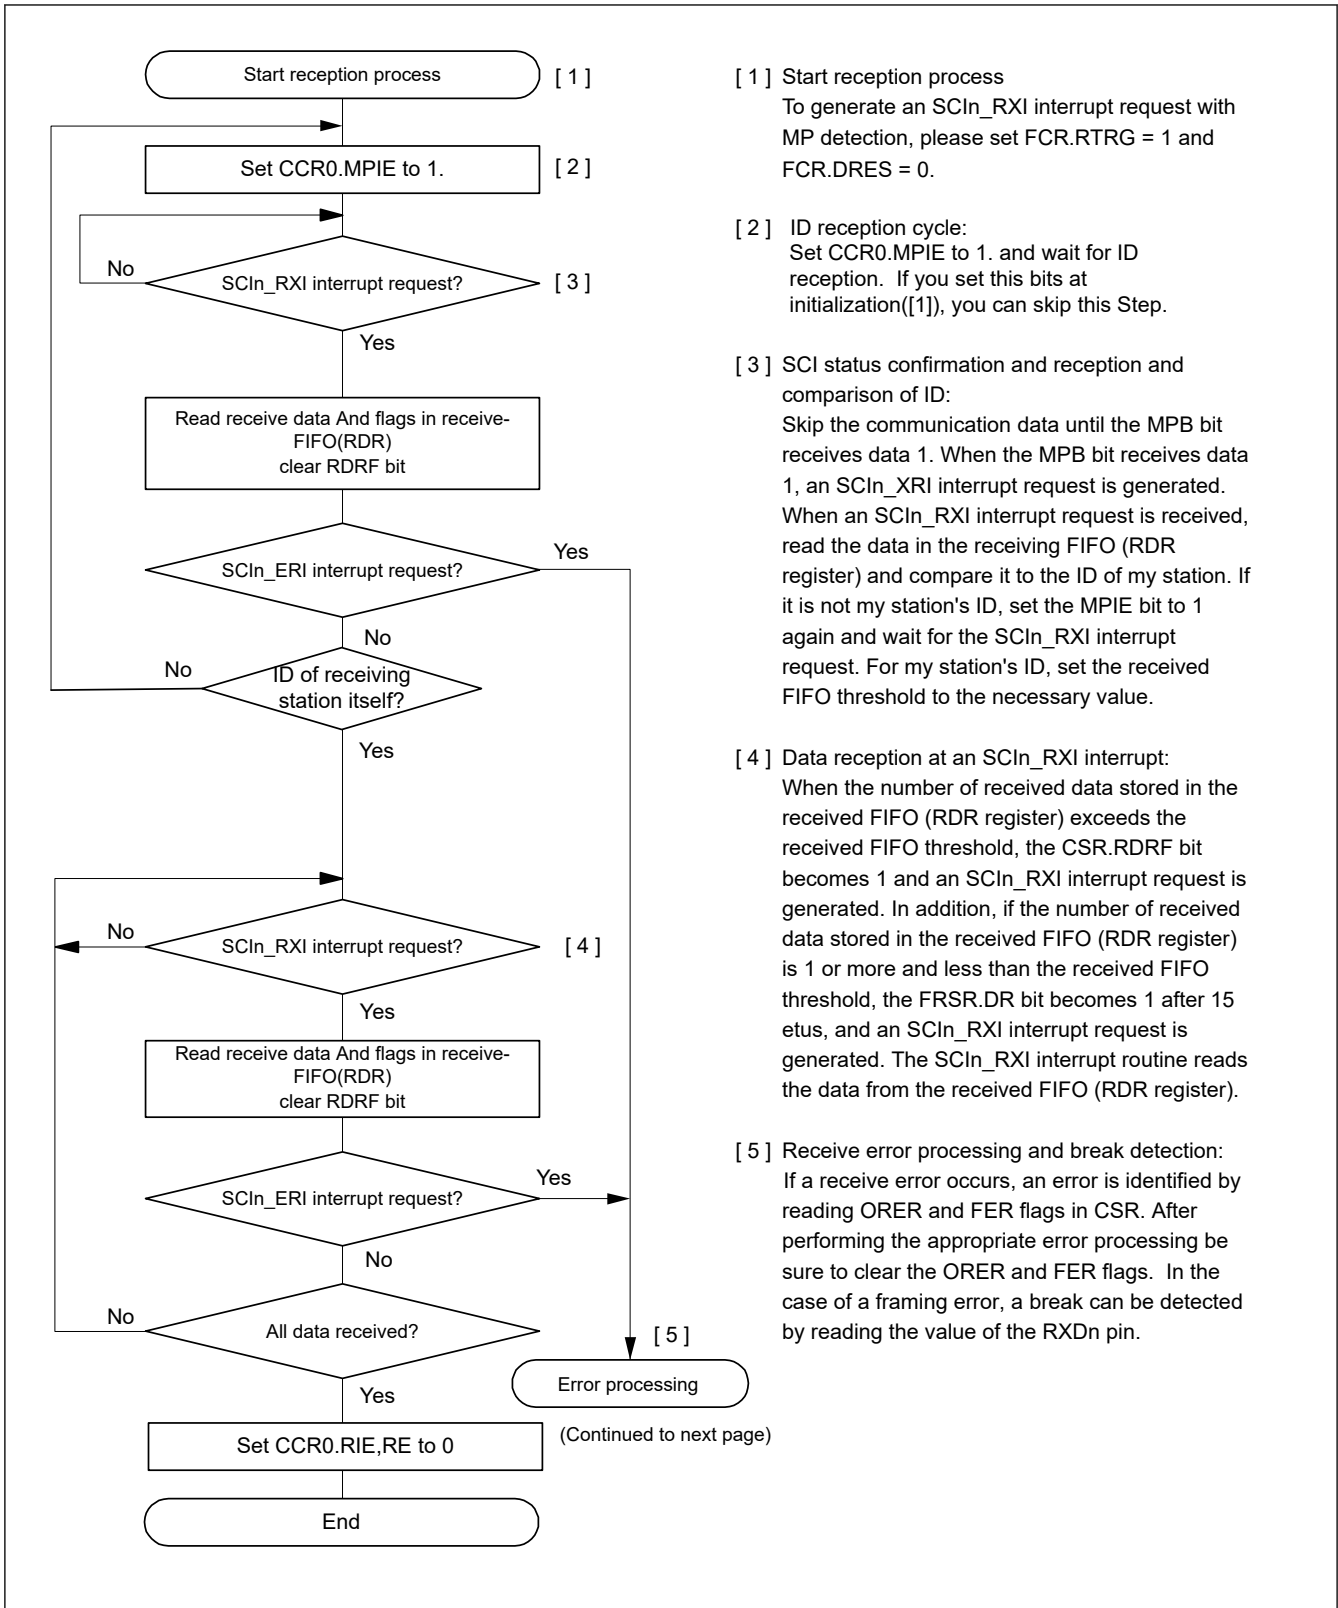 Start reception process
[ 1 ]
Set CCR0.MPIE to 1.
[ 2 ]
No
SCIn_RXI interrupt request?
[ 3 ]
Yes
Read receive data And flags in receive-
FIFO(RDR)
clear RDRF bit
Yes
SCIn_ERI interrupt request?
No
No
ID of receiving
station itself?
Yes
No
SCIn_RXI interrupt request?
[ 4 ]
Yes
Read receive data And flags in receive-
FIFO(RDR)
clear RDRF bit
Yes
SCIn_ERI interrupt request?
No
No
All data received?
[ 5 ]
Error processing
Yes
(Continued to next page)
Set CCR0.RIE,RE to 0
End
[ 1 ] Start reception process
To generate an SCIn_RXI interrupt request with
MP detection, please set FCR.RTRG = 1 and
FCR.DRES = 0.
[ 2 ] ID reception cycle:
Set CCR0.MPIE to 1. and wait for ID
reception. If you set this bits at
initialization([1]), you can skip this Step.
[ 3 ] SCI status confirmation and reception and
comparison of ID:
Skip the communication data until the MPB bit
receives data 1. When the MPB bit receives data
1, an SCIn_XRI interrupt request is generated.
When an SCIn_RXI interrupt request is received,
read the data in the receiving FIFO (RDR
register) and compare it to the ID of my station. If
it is not my station's ID, set the MPIE bit to 1
again and wait for the SCIn_RXI interrupt
request. For my station's ID, set the received
FIFO threshold to the necessary value.
[ 4 ] Data reception at an SCIn_RXI interrupt:
When the number of received data stored in the
received FIFO (RDR register) exceeds the
received FIFO threshold, the CSR.RDRF bit
becomes 1 and an SCIn_RXI interrupt request is
generated. In addition, if the number of received
data stored in the received FIFO (RDR register)
is 1 or more and less than the received FIFO
threshold, the FRSR.DR bit becomes 1 after 15
etus, and an SCIn_RXI interrupt request is
generated. The SCIn_RXI interrupt routine reads
the data from the received FIFO (RDR register).
[ 5 ] Receive error processing and break detection:
If a receive error occurs, an error is identified by
reading ORER and FER flags in CSR. After
performing the appropriate error processing be
sure to clear the ORER and FER flags. In the
case of a framing error, a break can be detected
by reading the value of the RXDn pin.